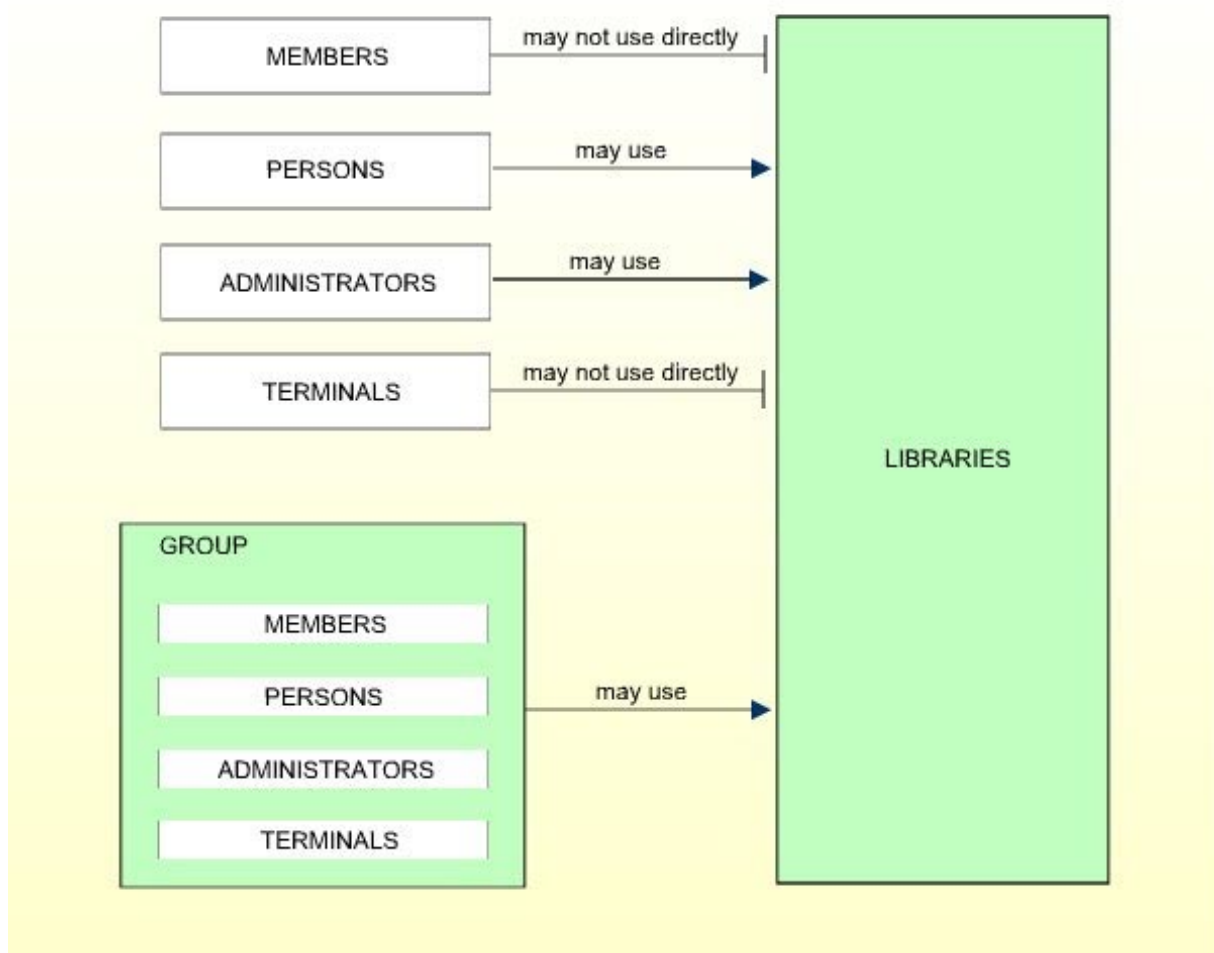 may not use directly
MEMBERS
may use
PERSONS
may use
ADMINISTRATORS
may not use directly
TERMINALS
LIBRARIES
GROUP
MEMBERS
PERSONS
may use
ADMINISTRATORS
TERMINALS